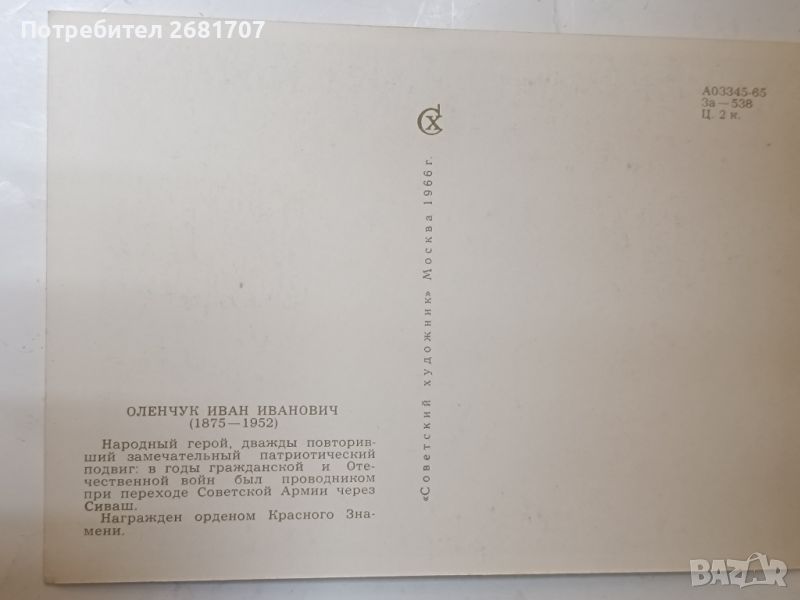 Потребител 2681707
А03345-65
За—538
Ц. 2 к.
СХ
«Советский художник» Москва 1966 г.
ОЛЕНЧУК ИВАН ИВАНОВИЧ
(1875—1952)
Народный герой, дважды повторив-
ший замечательный патриотический
подвиг: в годы гражданской и Оте-
чественной войн был проводником
при переходе Советской Армии через
Сиваш.
Награжден орденом Красного Зна-
мени.
BAZAR